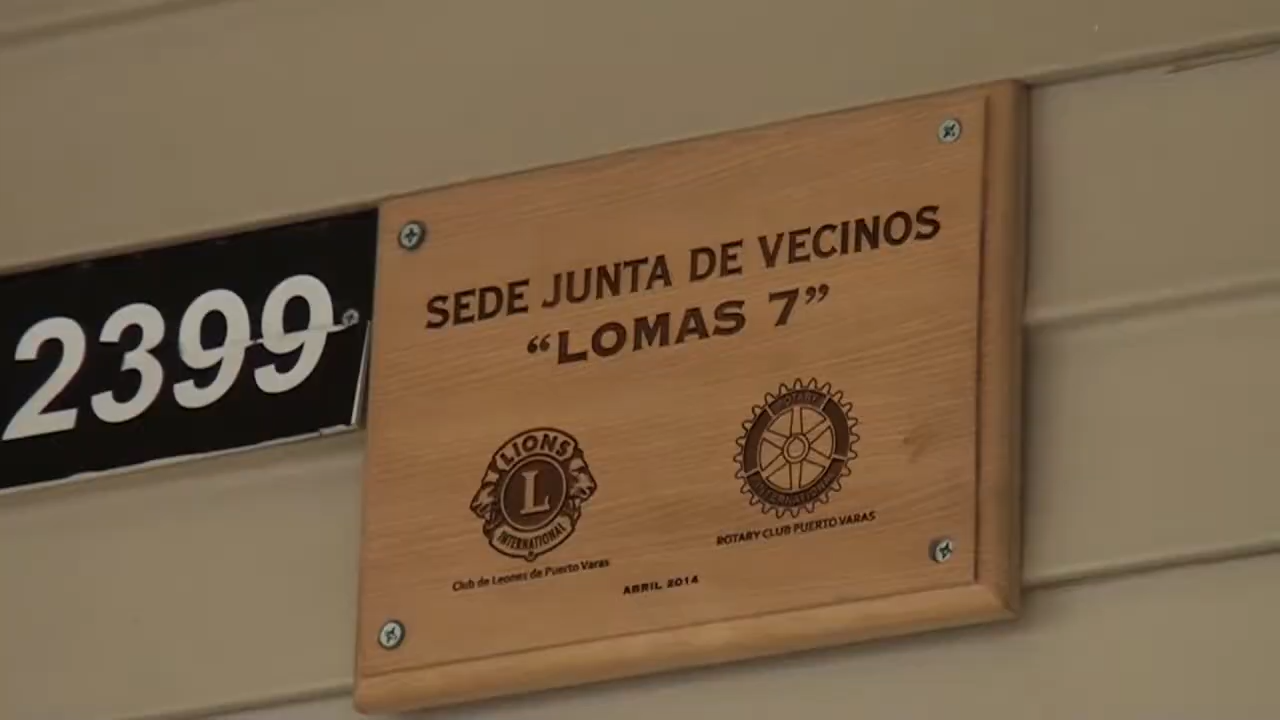 2399
SEDE JUNTA DE VECINOS
“LOMAS 7”
LIONS
L
INTERNATIONAL
Club de Leones de Puerto Varas
ROTARY
INTERNATIONAL
ROTARY CLUB PUERTO VARAS
ABRIL 2014